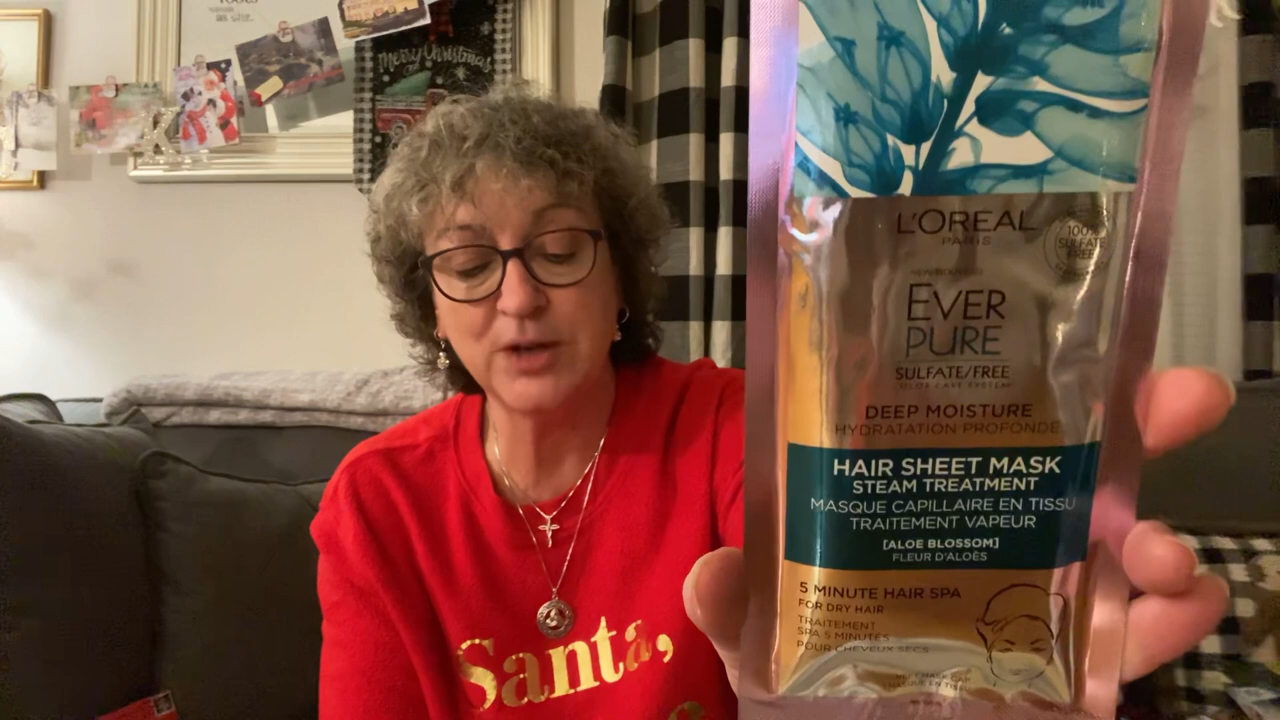 Merry Christmas
K
Santa,
L'ORÉAL
PARIS
100%
SULFATE
FREE
EVER
PURE
SULFATE/FREE
DEEP MOISTURE
HYDRATATION PROFONDE
HAIR SHEET MASK
STEAM TREATMENT
MASQUE CAPILLAIRE EN TISSU
TRAITEMENT VAPEUR
[ALOE BLOSSOM]
FLEUR D'ALOÈS
5 MINUTE HAIR SPA
FOR DRY HAIR
TRAITEMENT
SPA 5 MINUTES
POUR CHEVEUX SECS